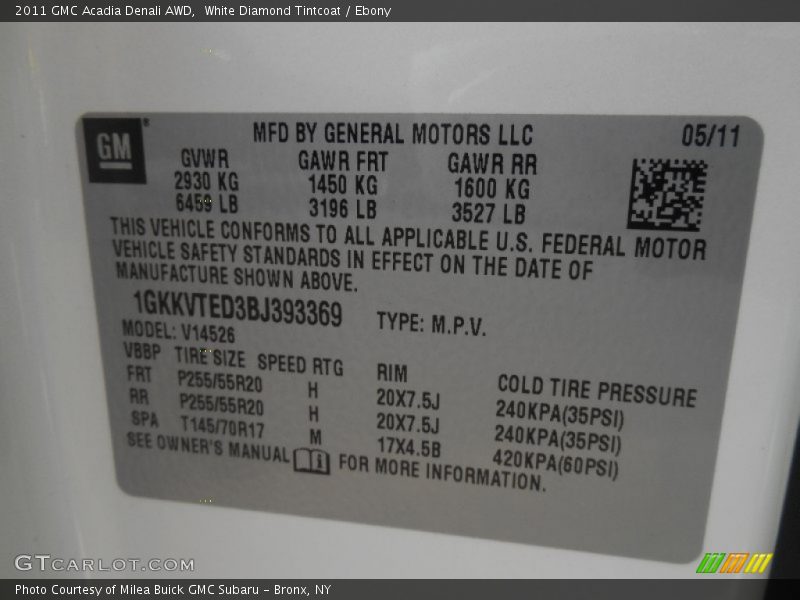 2011 GMC Acadia Denali AWD,  White Diamond Tintcoat / Ebony
GM ®
MFD BY GENERAL MOTORS LLC 05/11
GVWR GAWR FRT GAWR RR
2930 KG 1450 KG 1600 KG
6459 LB 3196 LB 3527 LB
THIS VEHICLE CONFORMS TO ALL APPLICABLE U.S. FEDERAL MOTOR
VEHICLE SAFETY STANDARDS IN EFFECT ON THE DATE OF
MANUFACTURE SHOWN ABOVE.
1GKKVTED3BJ393369 TYPE: M.P.V.
MODEL: V14526
VBBP TIRE SIZE SPEED RTG RIM COLD TIRE PRESSURE
FRT P255/55R20 H 20X7.5J 240KPA(35PSI)
RR P255/55R20 H 20X7.5J 240KPA(35PSI)
SPA T145/70R17 M 17X4.5B 420KPA(60PSI)
SEE OWNER'S MANUAL i FOR MORE INFORMATION.
GTCARLOT.COM
Photo Courtesy of Milea Buick GMC Subaru - Bronx, NY